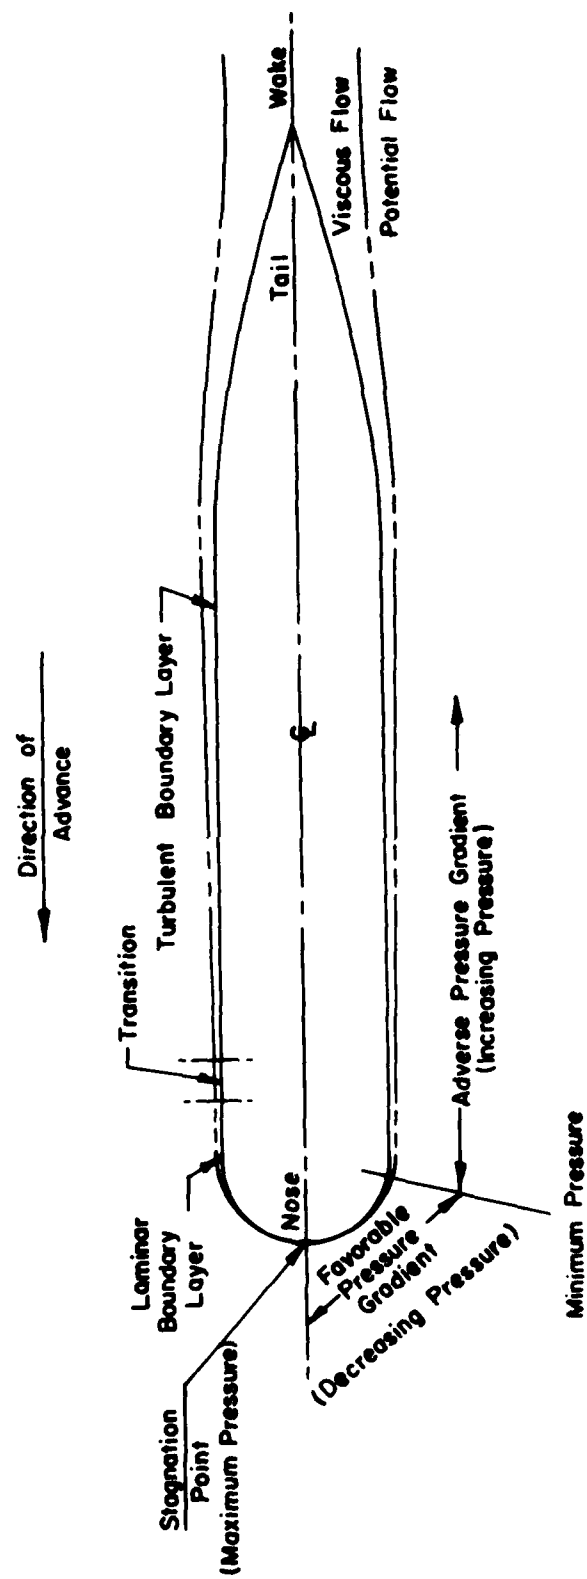 Direction of
Advance
Stagnation
Point
(Maximum Pressure)
Laminar
Boundary
Layer
Transition
Turbulent Boundary Layer
Nose
℄
Tail
Wake
Viscous Flow
Potential Flow
Favorable
Pressure
Gradient
(Decreasing Pressure)
Adverse Pressure Gradient
(Increasing Pressure)
Minimum Pressure